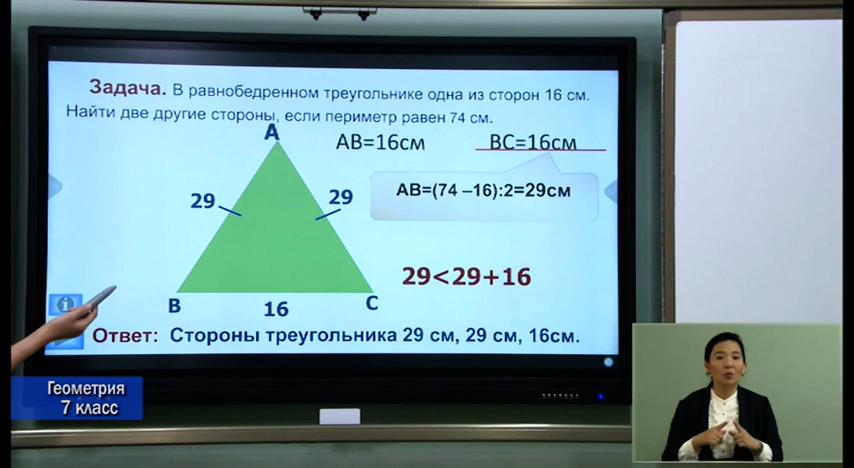 Задача. В равнобедренном треугольнике одна из сторон 16 см.
Найти две другие стороны, если периметр равен 74 см.
A
AB=16см
BC=16см
AB=(74 –16):2=29см
29
29
29<29+16
B
16
C
Ответ: Стороны треугольника 29 см, 29 см, 16см.
Геометрия
7 класс